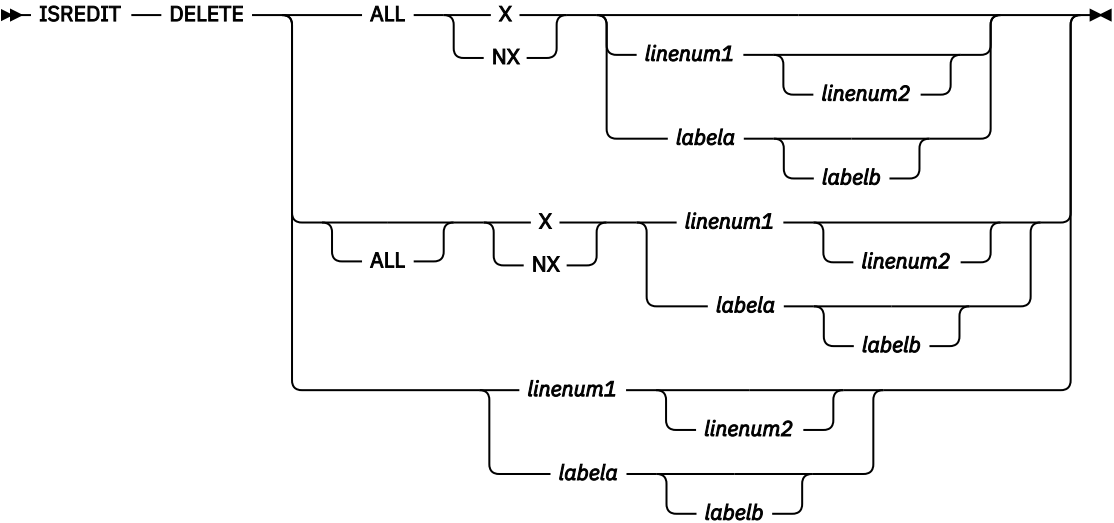 ISREDIT DELETE ALL X
NX
linenum1
linenum2
labela
labelb
X linenum1
ALL NX linenum2
labela
labelb
linenum1
linenum2
labela
labelb